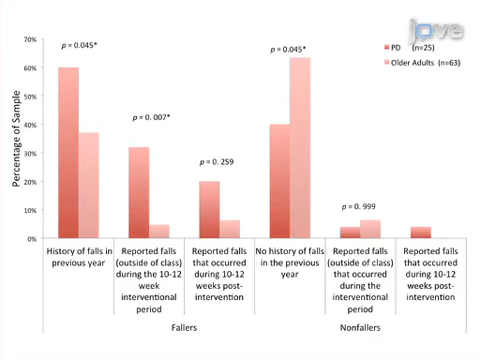 jove
PD (n=25)
Older Adults (n=63)
Percentage of Sample
70%
60%
50%
40%
30%
20%
10%
0%
p = 0.045*
p = 0. 007*
p = 0. 259
p = 0.045*
p = 0. 999
History of falls in
previous year
Reported falls
(outside of class)
during the 10-12
week
interventional
period
Reported falls
that occurred
during 10-12
weeks post-
intervention
No history of falls
in the previous
year
Reported falls
(outside of class)
that occurred
during the
interventional
period
Reported falls
that occurred
during 10-12
weeks post-
intervention
Fallers
Nonfallers